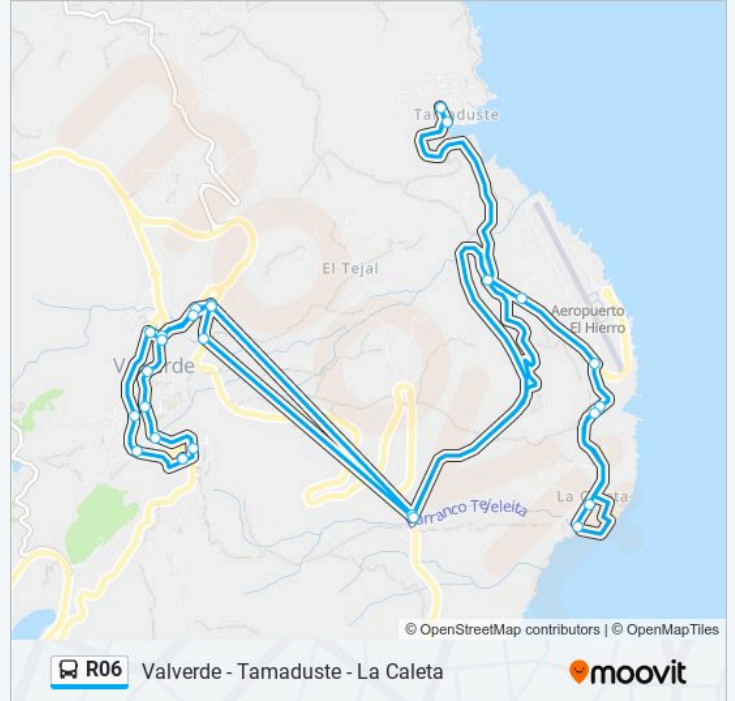 Tamaduste
El Tejal
Aeropuerto
El Hierro
Valverde
La Caleta
Barranco Tejeleita
© OpenStreetMap contributors | © OpenMapTiles
R06 Valverde - Tamaduste - La Caleta
moovit